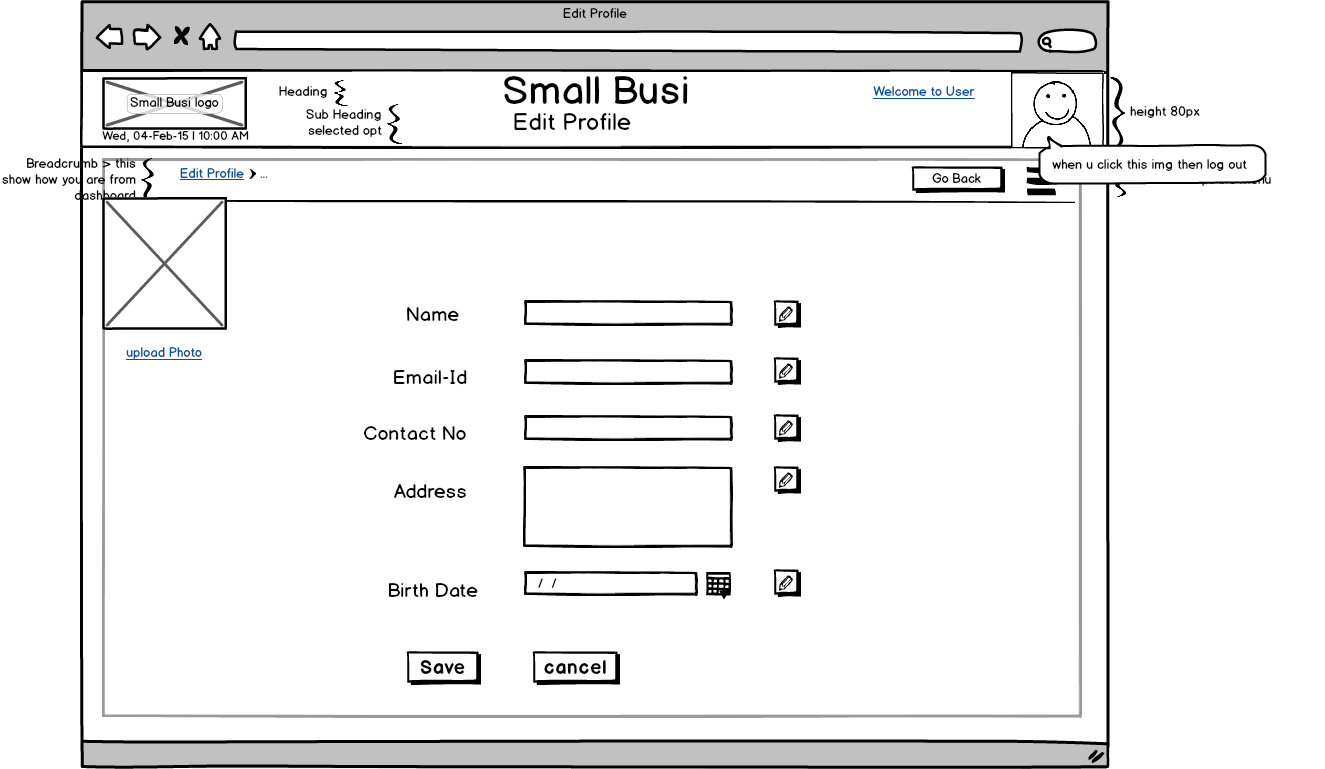 Edit Profile
Small Busi logo
Wed, 04-Feb-15 | 10:00 AM
Heading
Sub Heading
selected opt
Small Busi
Edit Profile
Welcome to User
height 80px
Breadcrumb > this
show how you are from
dashboard
Edit Profile > ...
Go Back
when u click this img then log out
upload Photo
Name
Email-Id
Contact No
Address
Birth Date
/ /
Save
cancel